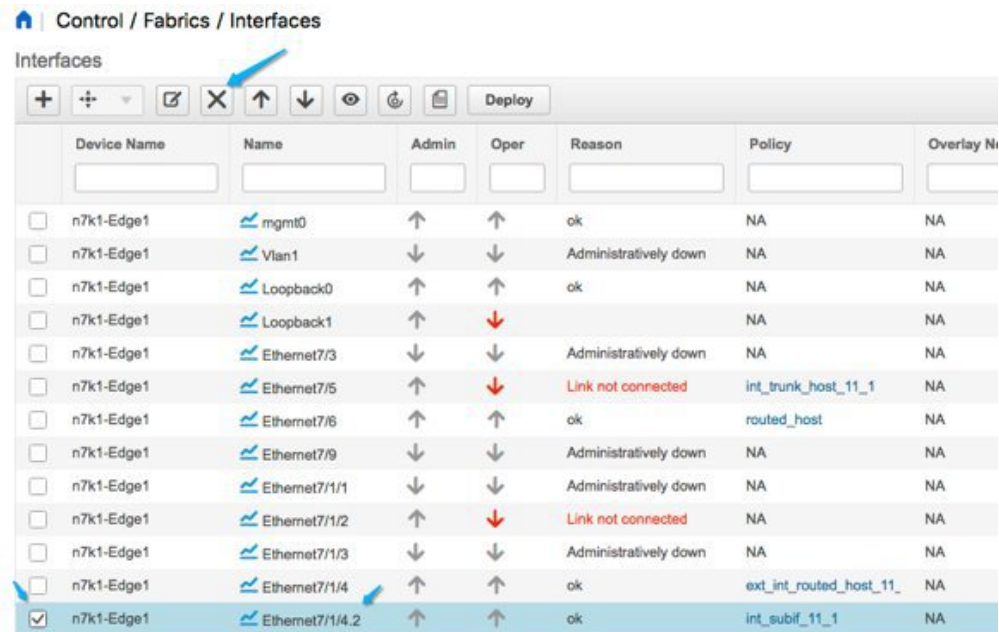 Control / Fabrics / Interfaces
Interfaces
Deploy
Device Name Name Admin Oper Reason Policy Overlay Ne
n7k1-Edge1 mgmt0 ok NA NA
n7k1-Edge1 Vlan1 Administratively down NA NA
n7k1-Edge1 Loopback0 ok NA NA
n7k1-Edge1 Loopback1 NA NA
n7k1-Edge1 Ethernet7/3 Administratively down NA NA
n7k1-Edge1 Ethernet7/5 Link not connected int_trunk_host_11_1 NA
n7k1-Edge1 Ethernet7/6 ok routed_host NA
n7k1-Edge1 Ethernet7/9 Administratively down NA NA
n7k1-Edge1 Ethernet7/1/1 Administratively down NA NA
n7k1-Edge1 Ethernet7/1/2 Link not connected NA NA
n7k1-Edge1 Ethernet7/1/3 Administratively down NA NA
n7k1-Edge1 Ethernet7/1/4 ok ext_int_routed_host_11_ NA
n7k1-Edge1 Ethernet7/1/4.2 ok int_subif_11_1 NA